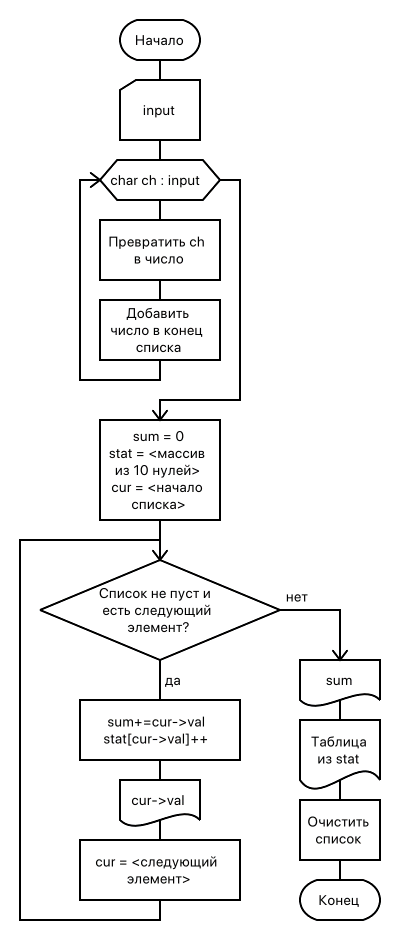 Начало
input
char ch : input
Превратить ch
в число
Добавить
число в конец
списка
sum = 0
stat = <массив
из 10 нулей>
cur = <начало
списка>
Список не пуст и
есть следующий
элемент?
нет
да
sum+=cur->val
stat[cur->val]++
cur->val
cur = <следующий
элемент>
sum
Таблица
из stat
Очистить
список
Конец